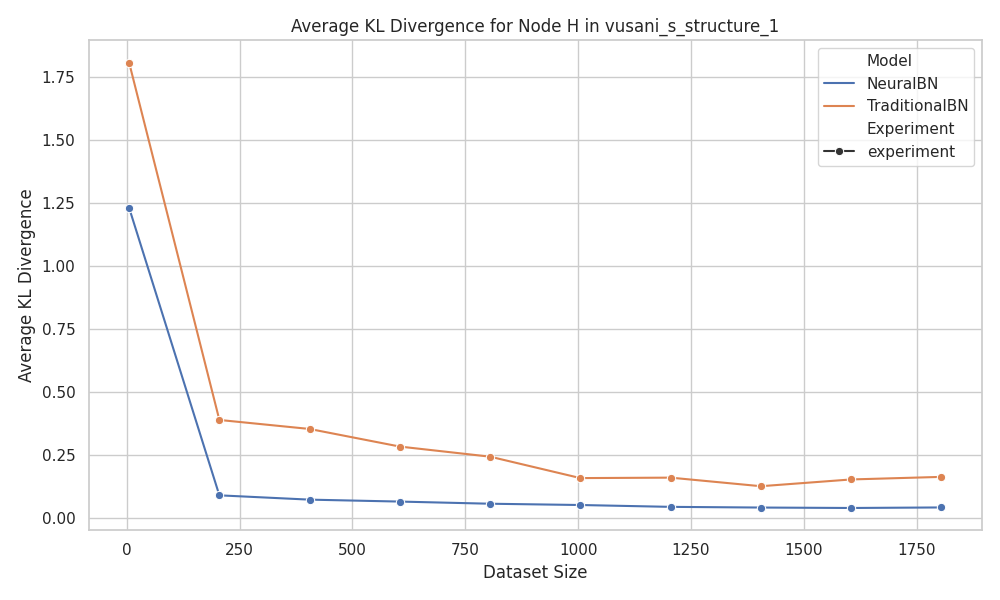 Average KL Divergence for Node H in vusani_s_structure_1
Model
NeuralBN
TraditionalBN
Experiment
experiment
Average KL Divergence
1.75
1.50
1.25
1.00
0.75
0.50
0.25
0.00
0 250 500 750 1000 1250 1500 1750
Dataset Size